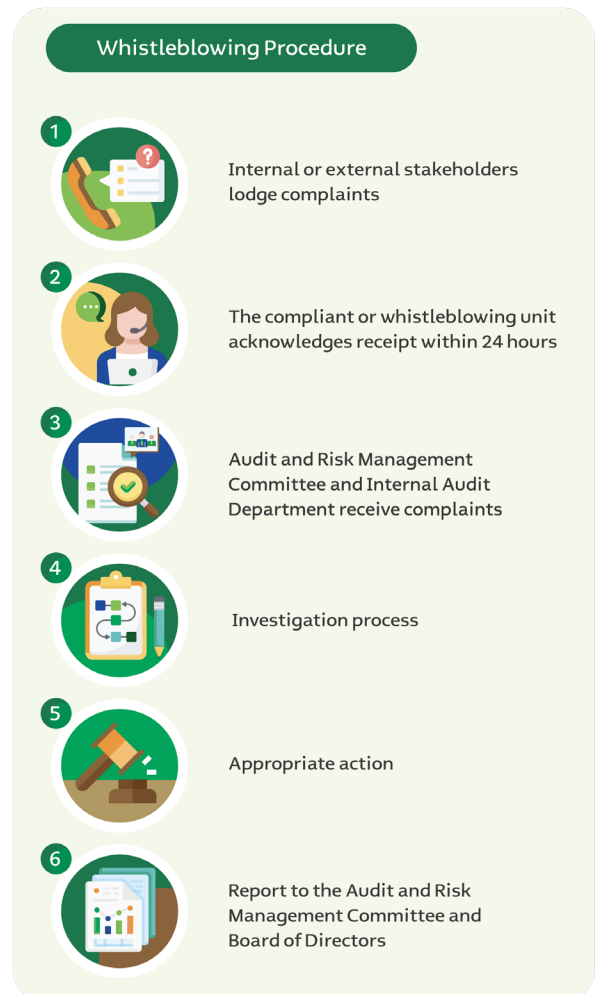 Whistleblowing Procedure
1
?
Internal or external stakeholders
lodge complaints
2
The compliant or whistleblowing unit
acknowledges receipt within 24 hours
3
Audit and Risk Management
Committee and Internal Audit
Department receive complaints
4
Investigation process
5
Appropriate action
6
Report to the Audit and Risk
Management Committee and
Board of Directors